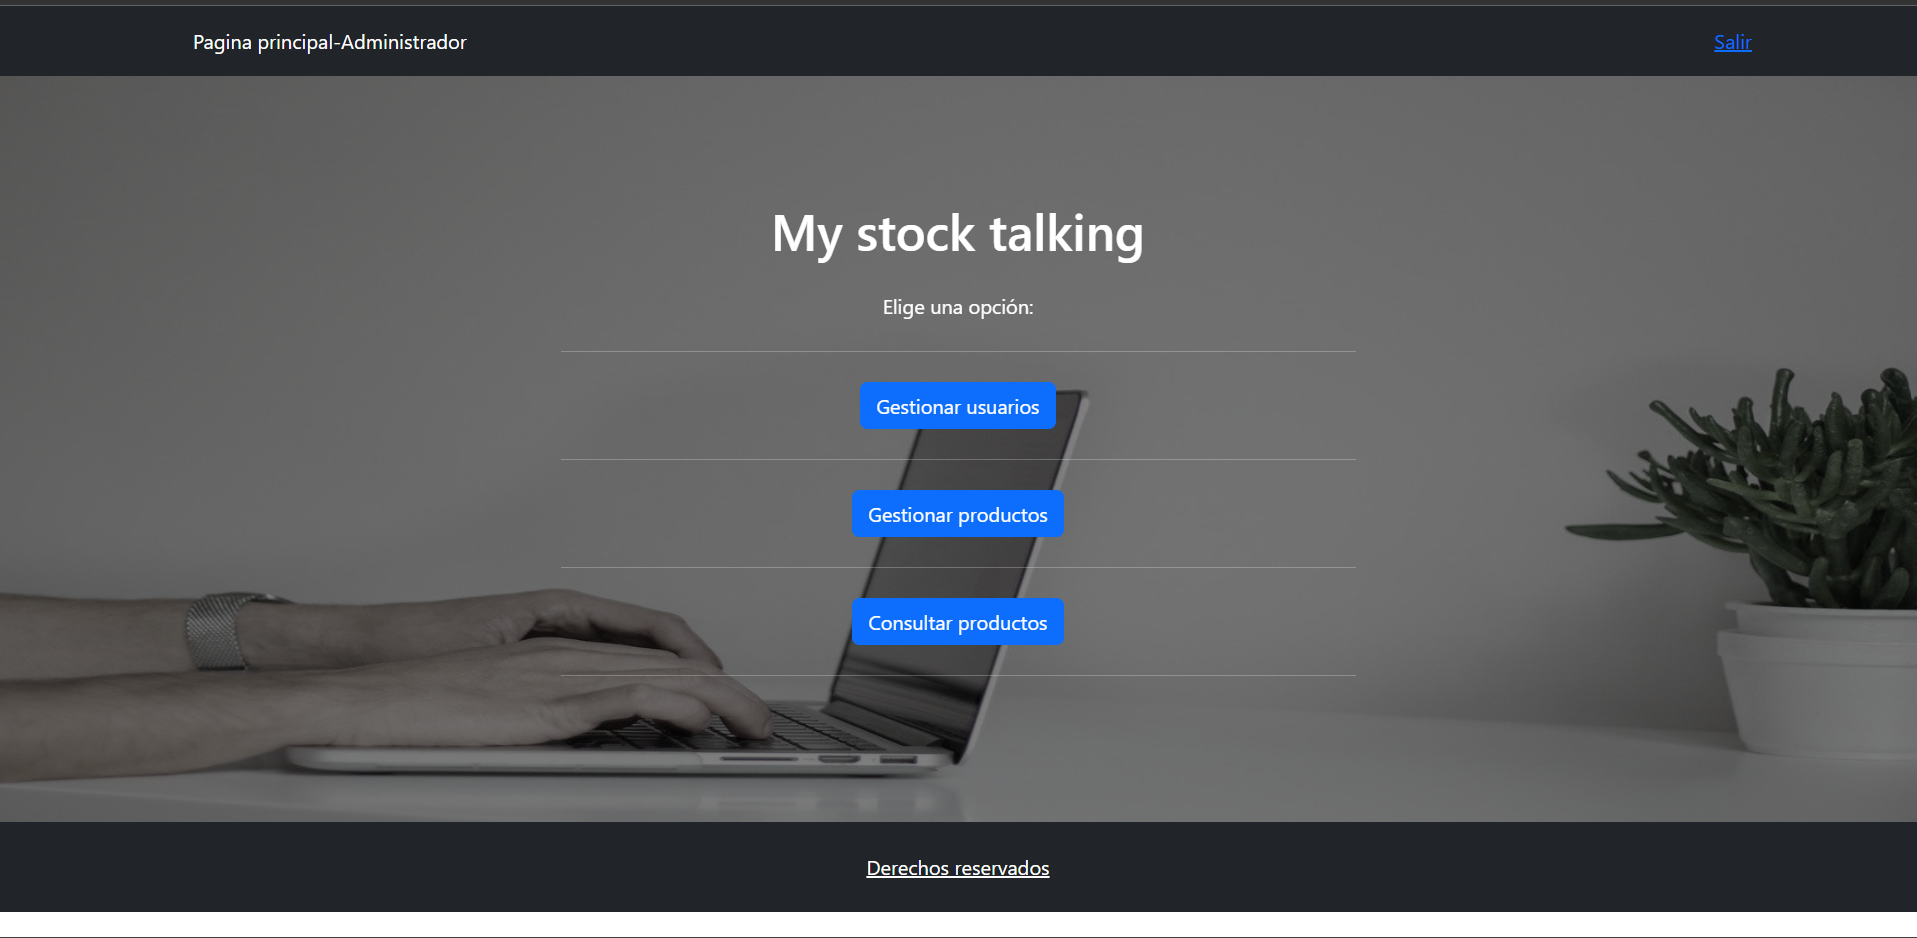 Pagina principal-Administrador
Salir
My stock talking
Elige una opción:
Gestionar usuarios
Gestionar productos
Consultar productos
Derechos reservados